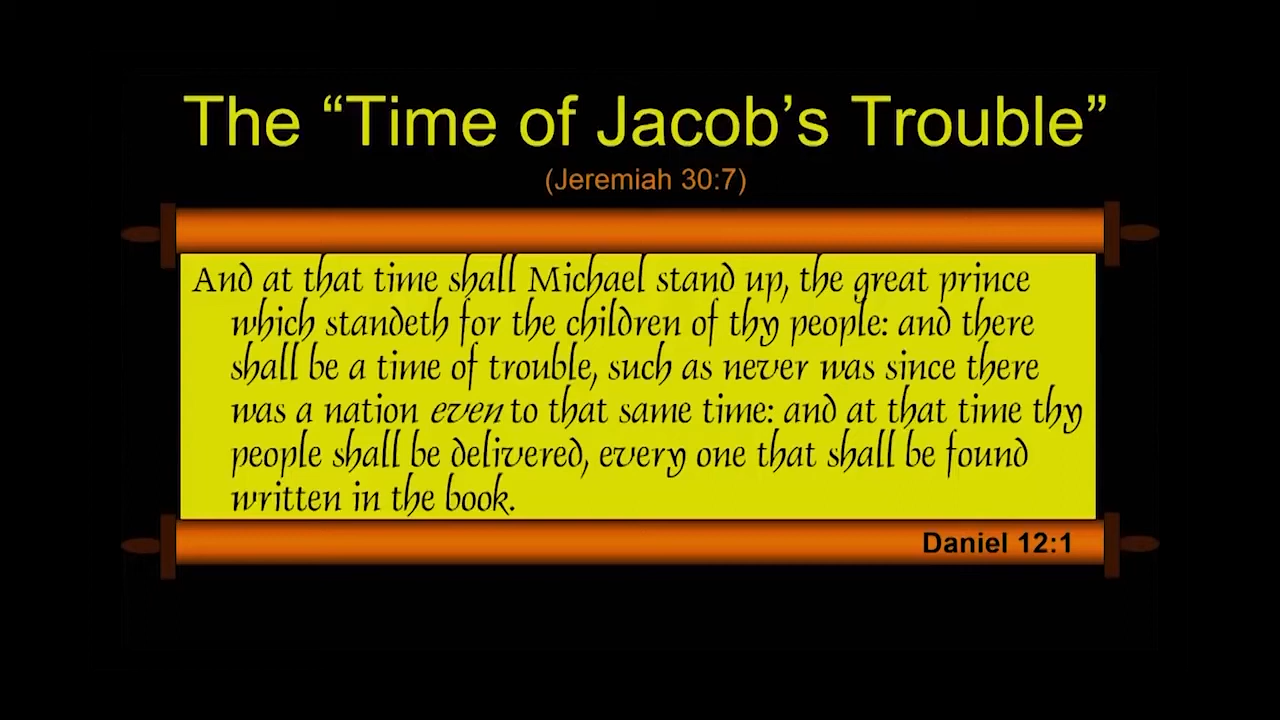 The “Time of Jacob’s Trouble”
(Jeremiah 30:7)
And at that time shall Michael stand up, the great prince
which standeth for the children of thy people: and there
shall be a time of trouble, such as never was since there
was a nation even to that same time: and at that time thy
people shall be delivered, every one that shall be found
written in the book.
Daniel 12:1